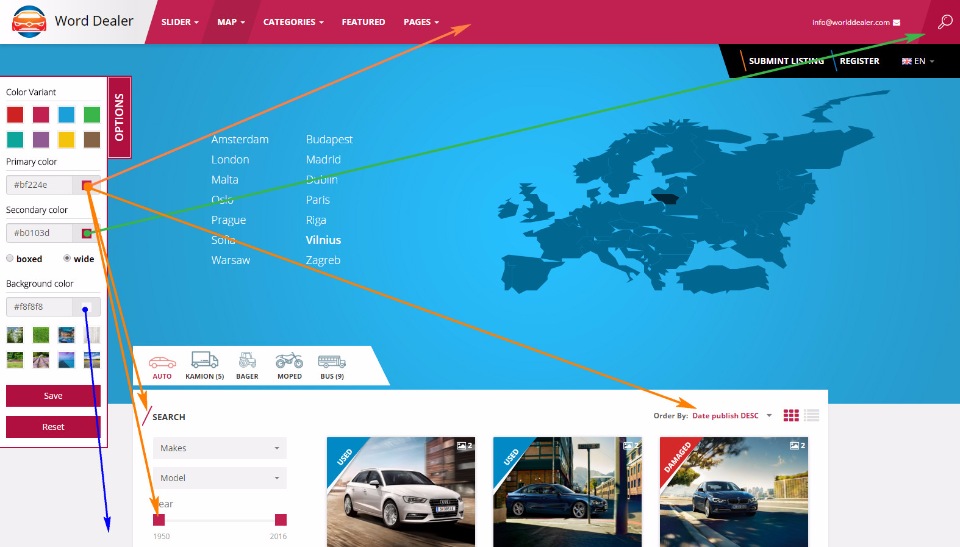 Word Dealer
SLIDER MAP CATEGORIES FEATURED PAGES
info@worlddealer.com
SUBMINT LISTING REGISTER EN
OPTIONS
Color Variant
Primary color
#bf224e
Secondary color
#b0103d
boxed wide
Background color
#f8f8f8
Save
Reset
Amsterdam Budapest
London Madrid
Malta Dublin
Oslo Paris
Prague Riga
Sofia Vilnius
Warsaw Zagreb
AUTO KAMION (5) BAGER MOPED BUS (9)
SEARCH
Order By: Date publish DESC
Makes
Model
Year
1950 2016
USED 2
USED 2
DAMAGED 2